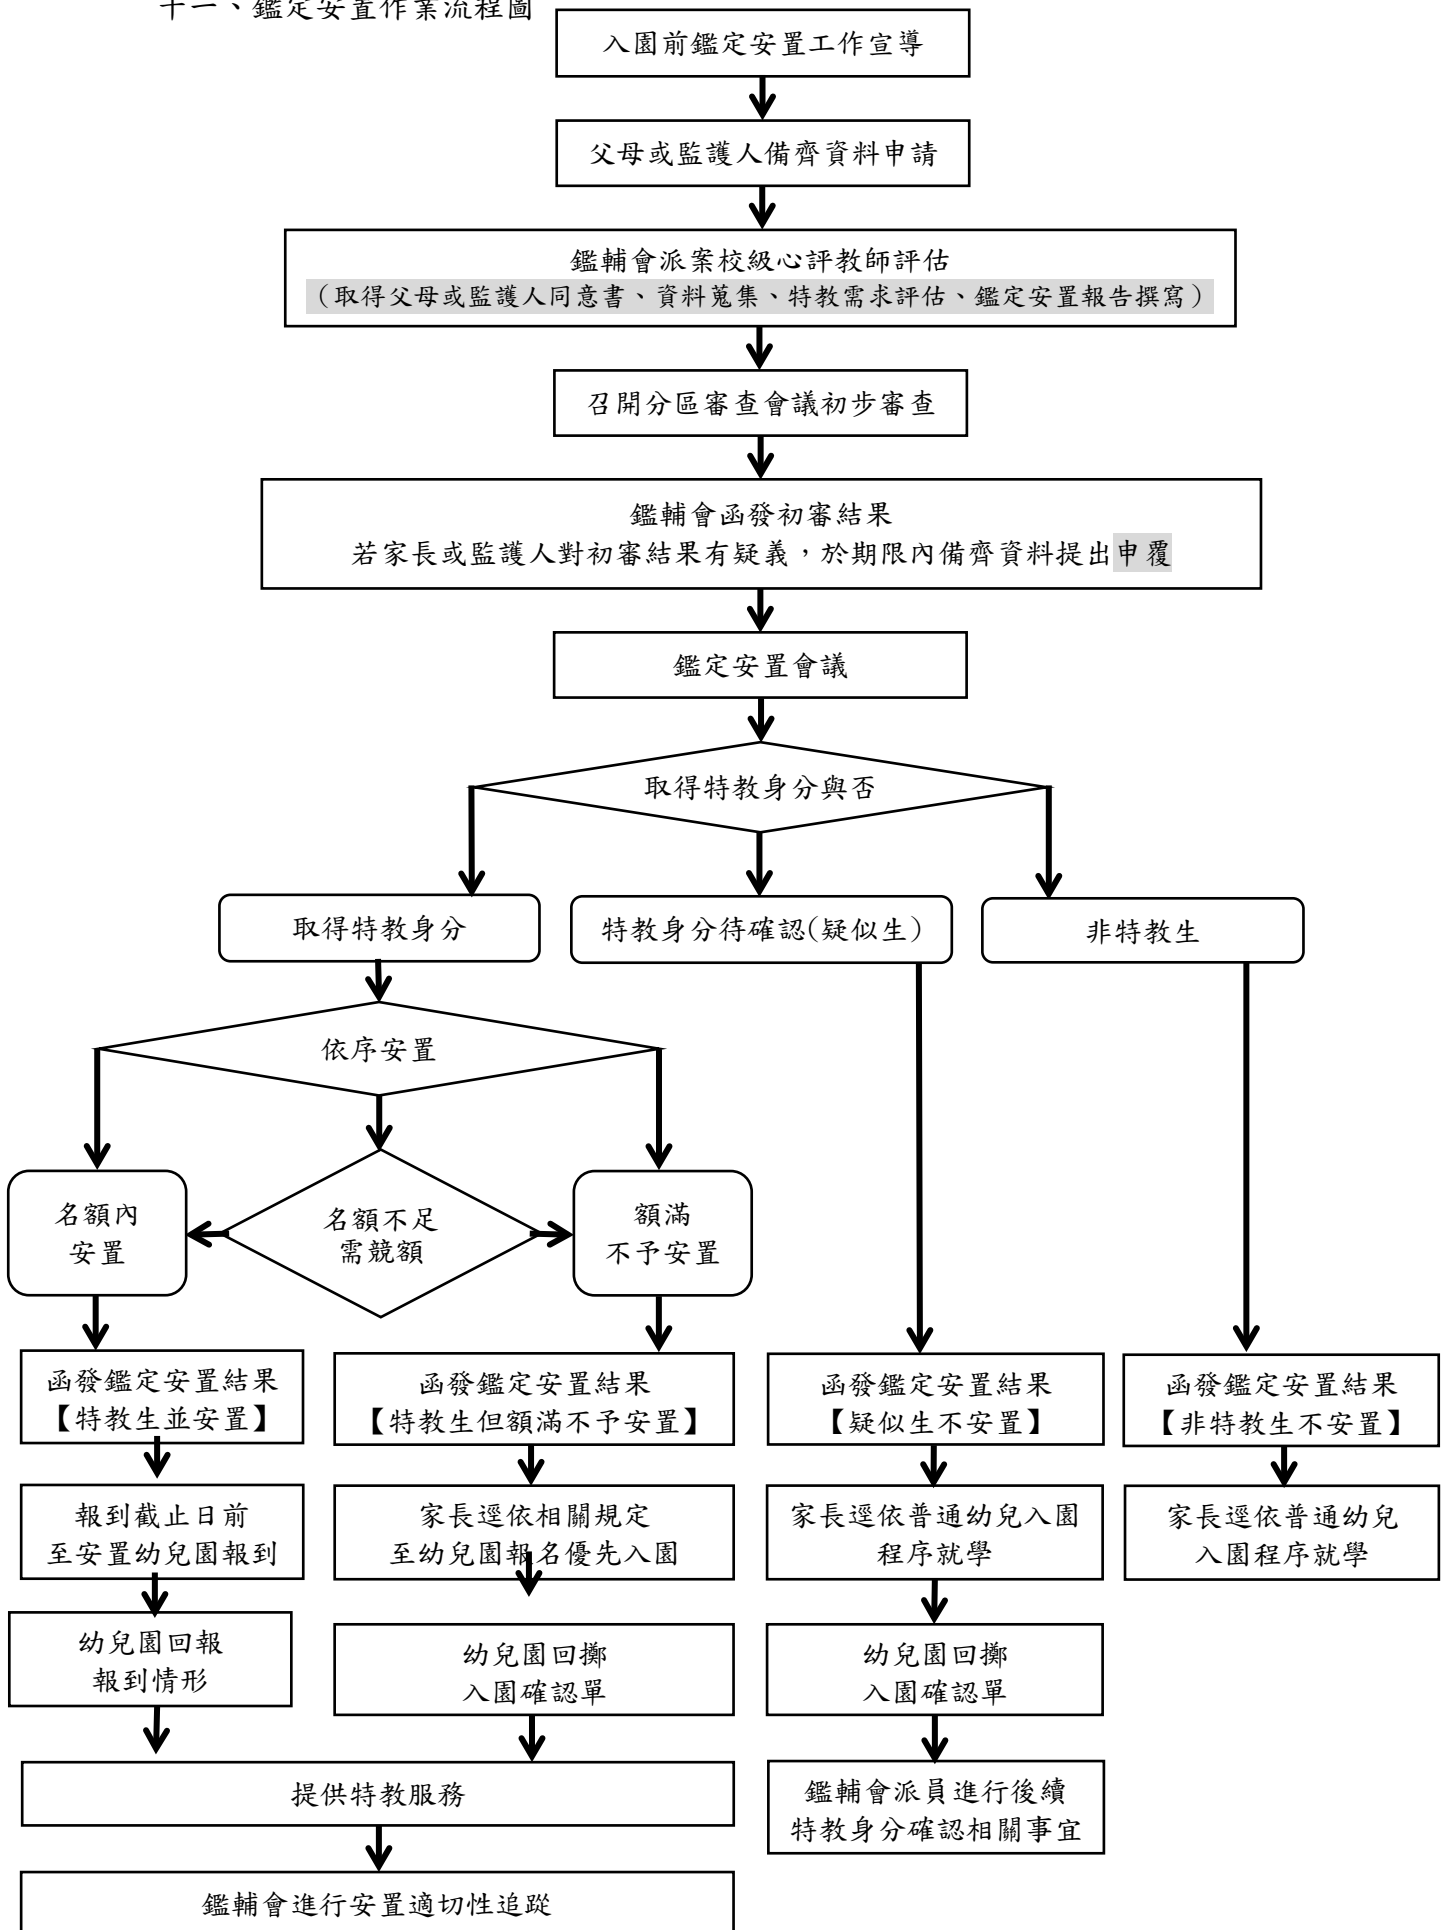 十一、鑑定安置作業流程圖
入園前鑑定安置工作宣導
父母或監護人備齊資料申請
鑑輔會派案校級心評教師評估
（取得父母或監護人同意書、資料蒐集、特教需求評估、鑑定安置報告撰寫）
召開分區審查會議初步審查
鑑輔會函發初審結果
若家長或監護人對初審結果有疑義，於期限內備齊資料提出申覆
鑑定安置會議
取得特教身分與否
取得特教身分
特教身分待確認(疑似生)
非特教生
依序安置
名額內
安置
名額不足
需競額
額滿
不予安置
函發鑑定安置結果
【特教生並安置】
函發鑑定安置結果
【特教生但額滿不予安置】
函發鑑定安置結果
【疑似生不安置】
函發鑑定安置結果
【非特教生不安置】
報到截止日前
至安置幼兒園報到
家長逕依相關規定
至幼兒園報名優先入園
家長逕依普通幼兒入園
程序就學
家長逕依普通幼兒
入園程序就學
幼兒園回報
報到情形
幼兒園回擲
入園確認單
幼兒園回擲
入園確認單
提供特教服務
鑑輔會派員進行後續
特教身分確認相關事宜
鑑輔會進行安置適切性追蹤